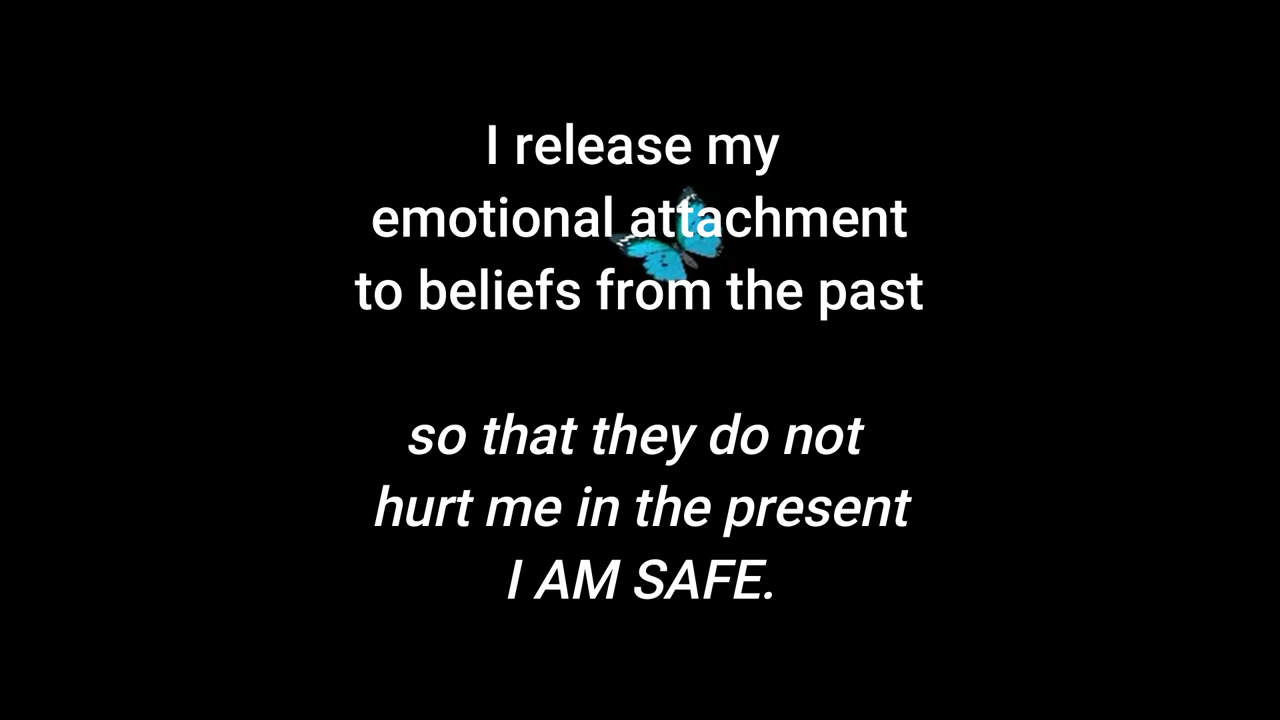 I release my
emotional attachment
to beliefs from the past
so that they do not
hurt me in the present
I AM SAFE.